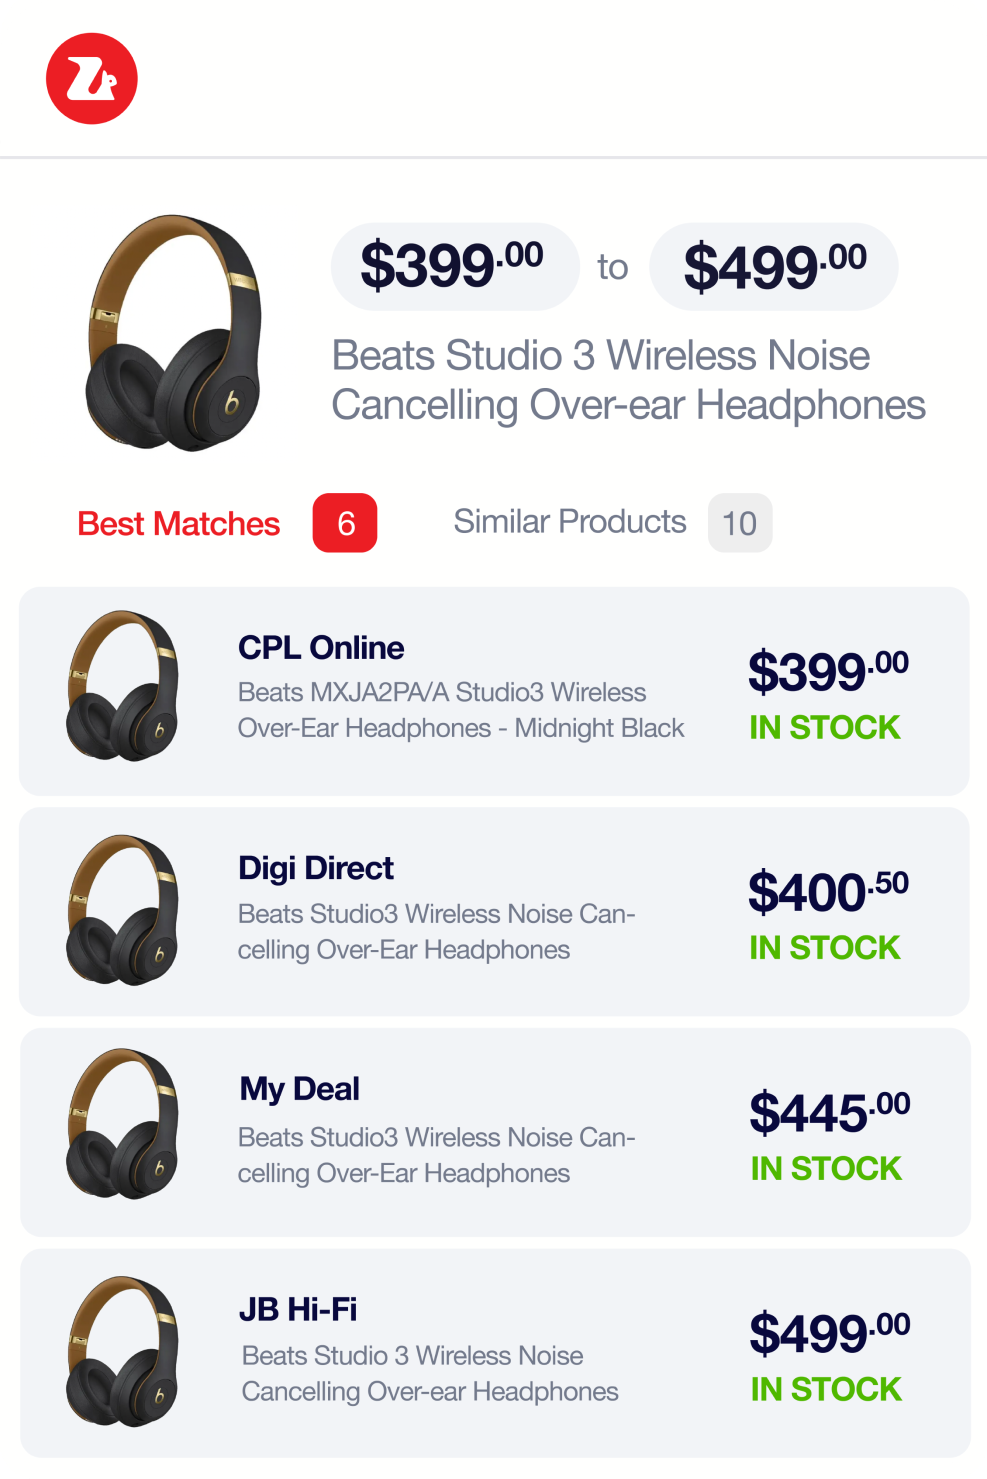 $399.00 to $499.00
Beats Studio 3 Wireless Noise
Cancelling Over-ear Headphones
Best Matches 6 Similar Products 10
CPL Online
Beats MXJA2PA/A Studio3 Wireless
Over-Ear Headphones - Midnight Black
$399.00
IN STOCK
Digi Direct
Beats Studio3 Wireless Noise Can-
celling Over-Ear Headphones
$400.50
IN STOCK
My Deal
Beats Studio3 Wireless Noise Can-
celling Over-Ear Headphones
$445.00
IN STOCK
JB Hi-Fi
Beats Studio 3 Wireless Noise
Cancelling Over-ear Headphones
$499.00
IN STOCK